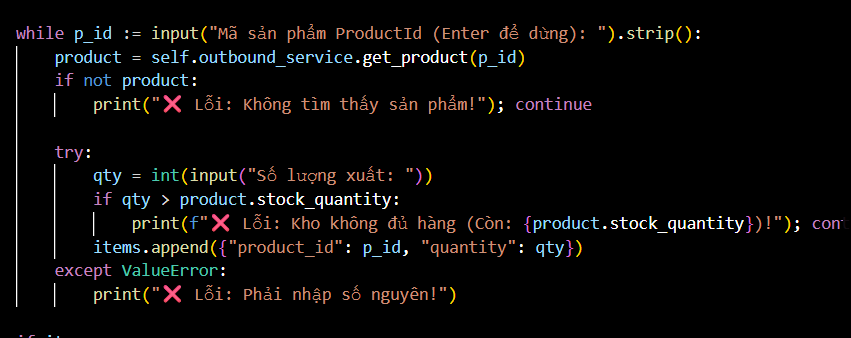 while p_id := input("Mã sản phẩm ProductId (Enter để dừng): ").strip():
    product = self.outbound_service.get_product(p_id)
    if not product:
        print("❌ Lỗi: Không tìm thấy sản phẩm!"); continue

    try:
        qty = int(input("Số lượng xuất: "))
        if qty > product.stock_quantity:
            print(f"❌ Lỗi: Kho không đủ hàng (Còn: {product.stock_quantity})!"); con
        items.append({"product_id": p_id, "quantity": qty})
    except ValueError:
        print("❌ Lỗi: Phải nhập số nguyên!")